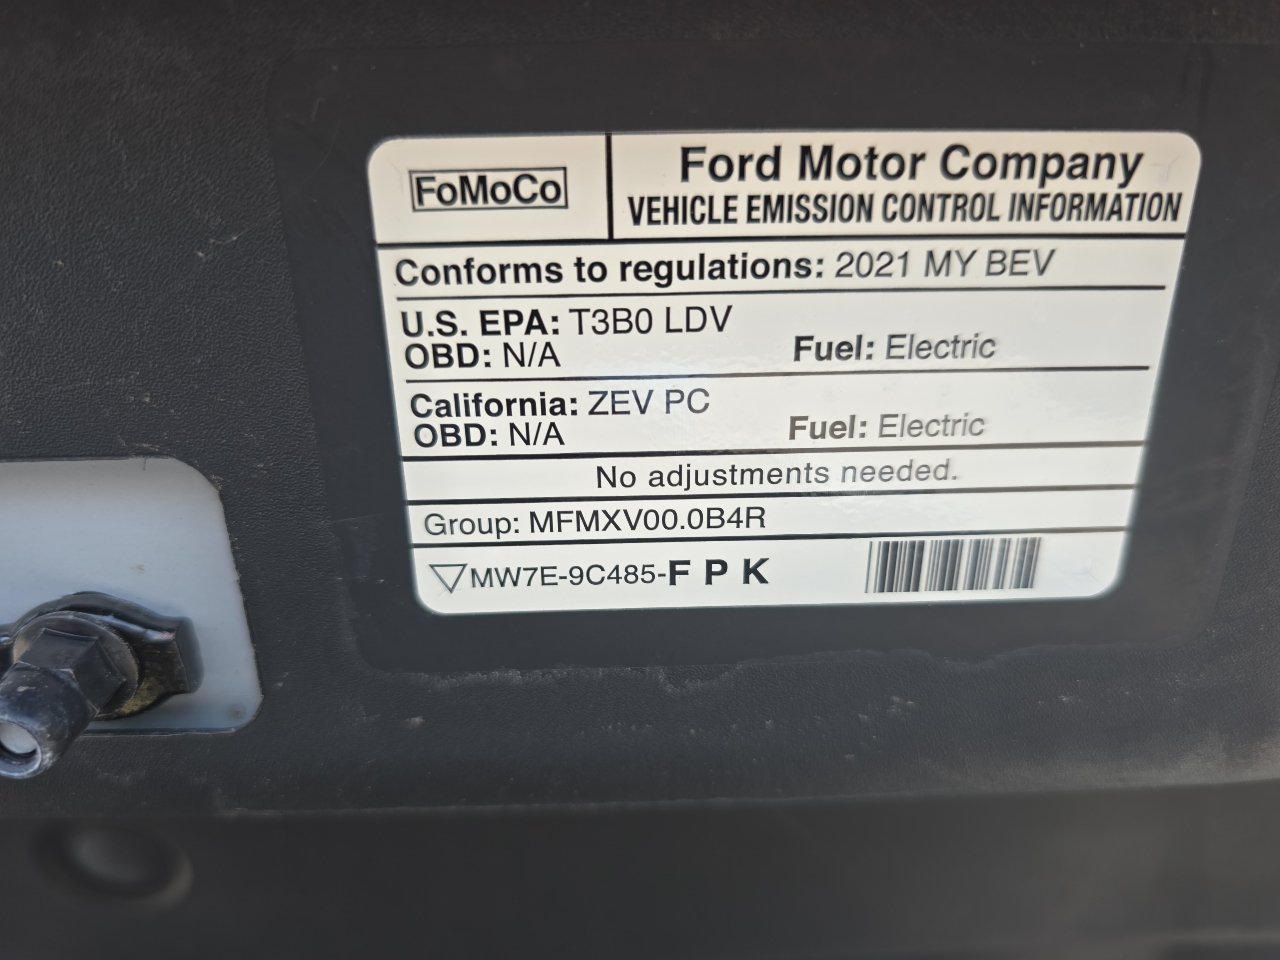 FoMoCo
Ford Motor Company
VEHICLE EMISSION CONTROL INFORMATION
Conforms to regulations: 2021 MY BEV
U.S. EPA: T3B0 LDV
OBD: N/A Fuel: Electric
California: ZEV PC
OBD: N/A Fuel: Electric
No adjustments needed.
Group: MFMXV00.0B4R
MW7E-9C485-F P K